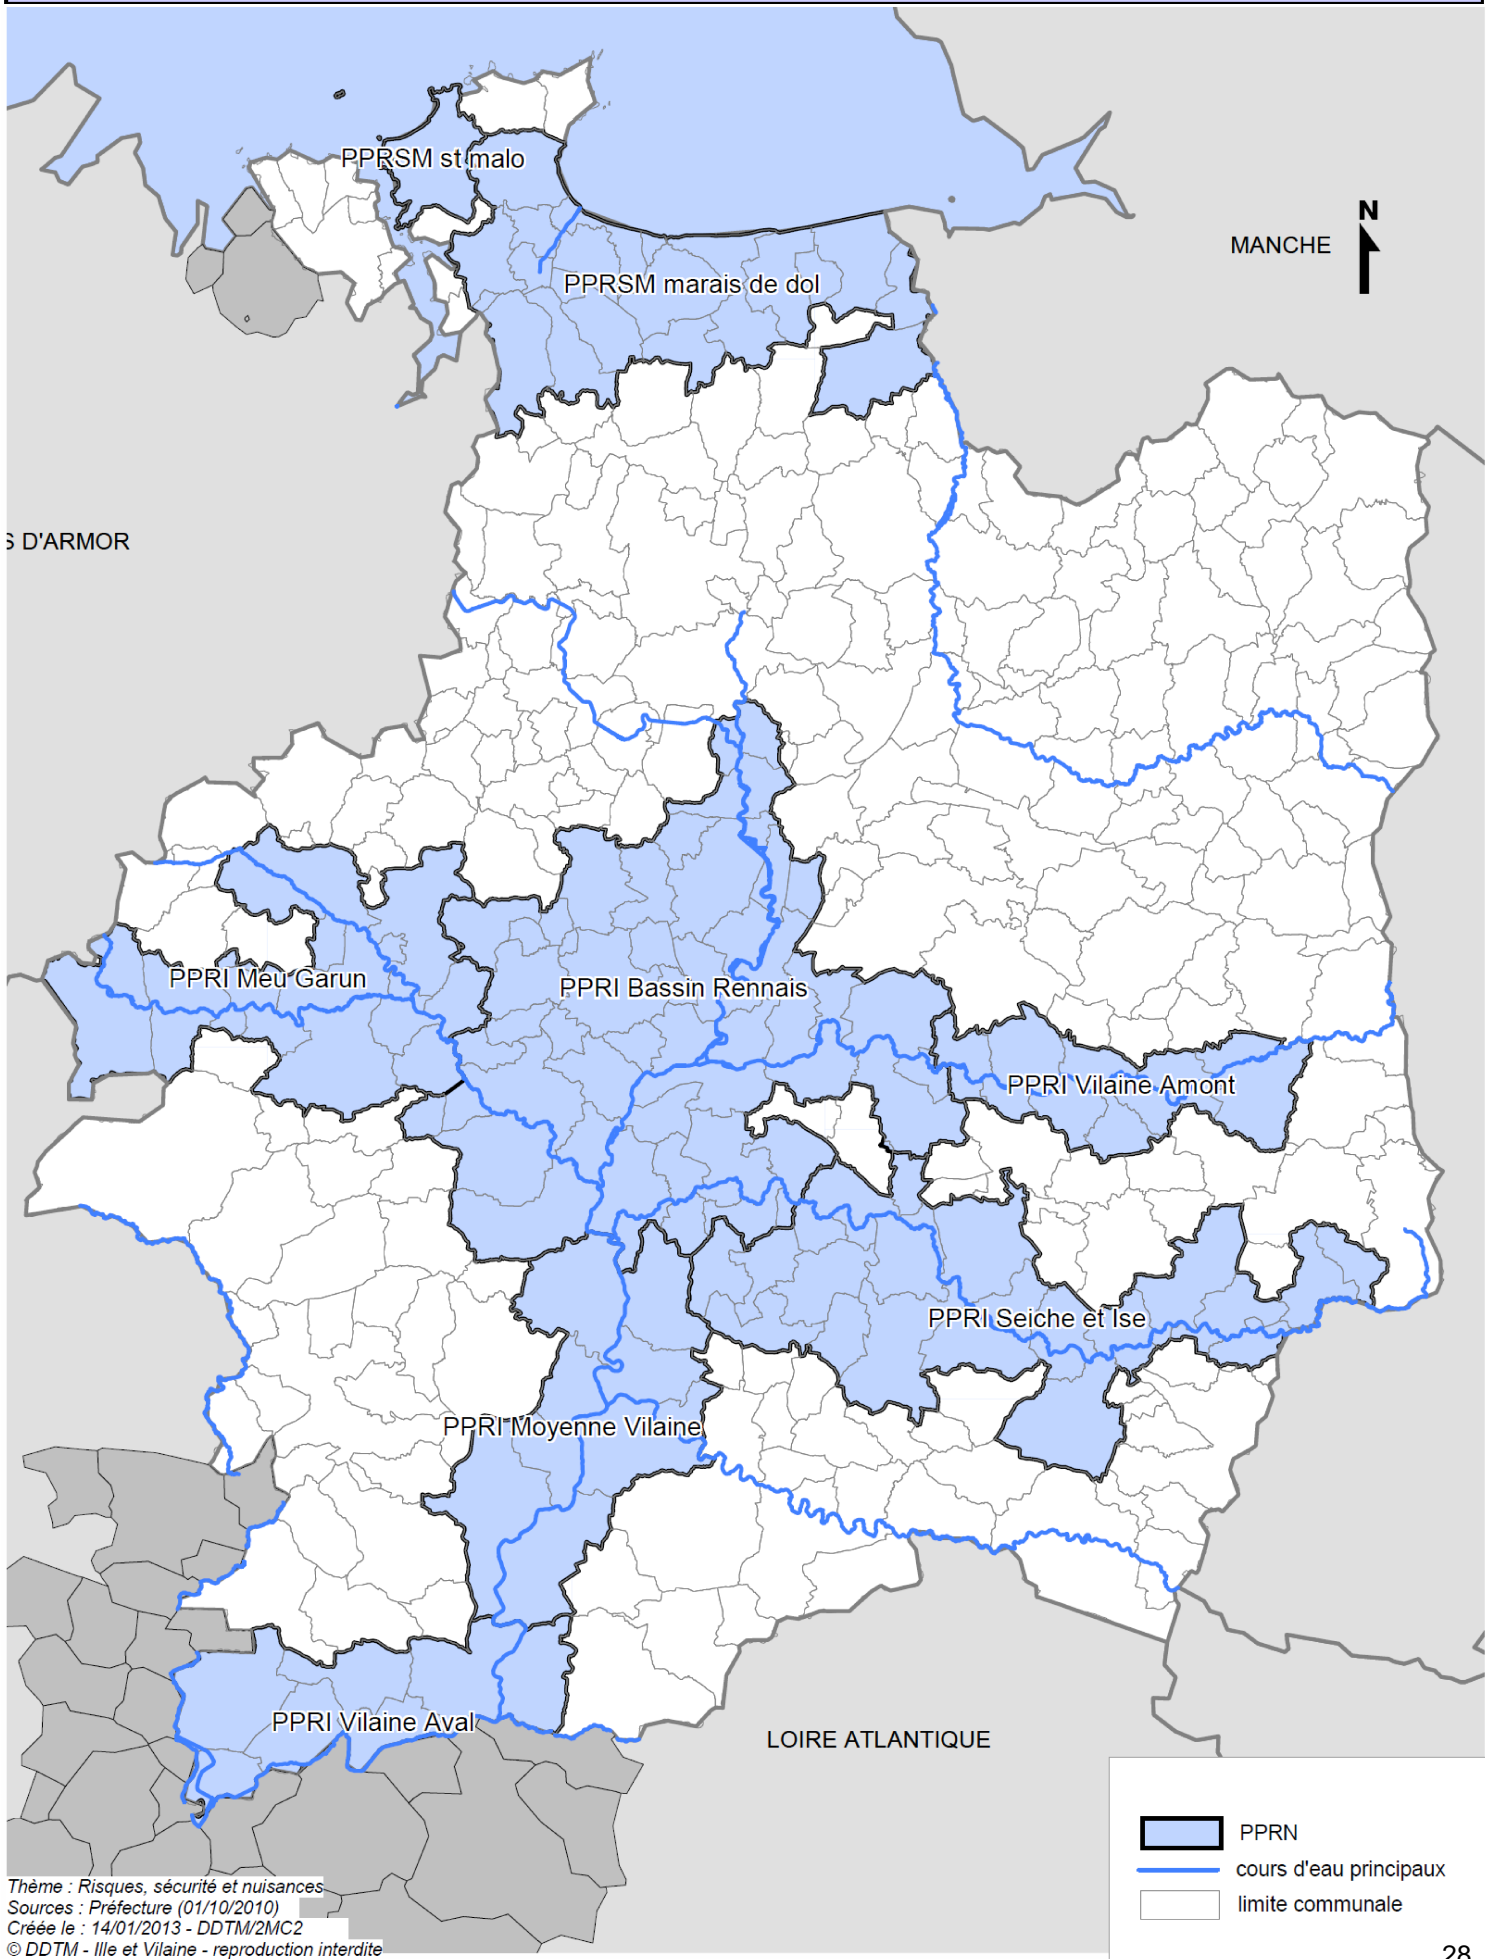 PPRSM st malo
N
MANCHE
PPRSM marais de dol
S D'ARMOR
PPRI Meu Garun
PPRI Bassin Rennais
PPRI Vilaine Amont
PPRI Seiche et Ise
PPRI Moyenne Vilaine
PPRI Vilaine Aval
LOIRE ATLANTIQUE
PPRN
cours d'eau principaux
limite communale
Thème : Risques, sécurité et nuisances
Sources : Préfecture (01/10/2010)
Créée le : 14/01/2013 - DDTM/2MC2
© DDTM - Ille et Vilaine - reproduction interdite
28